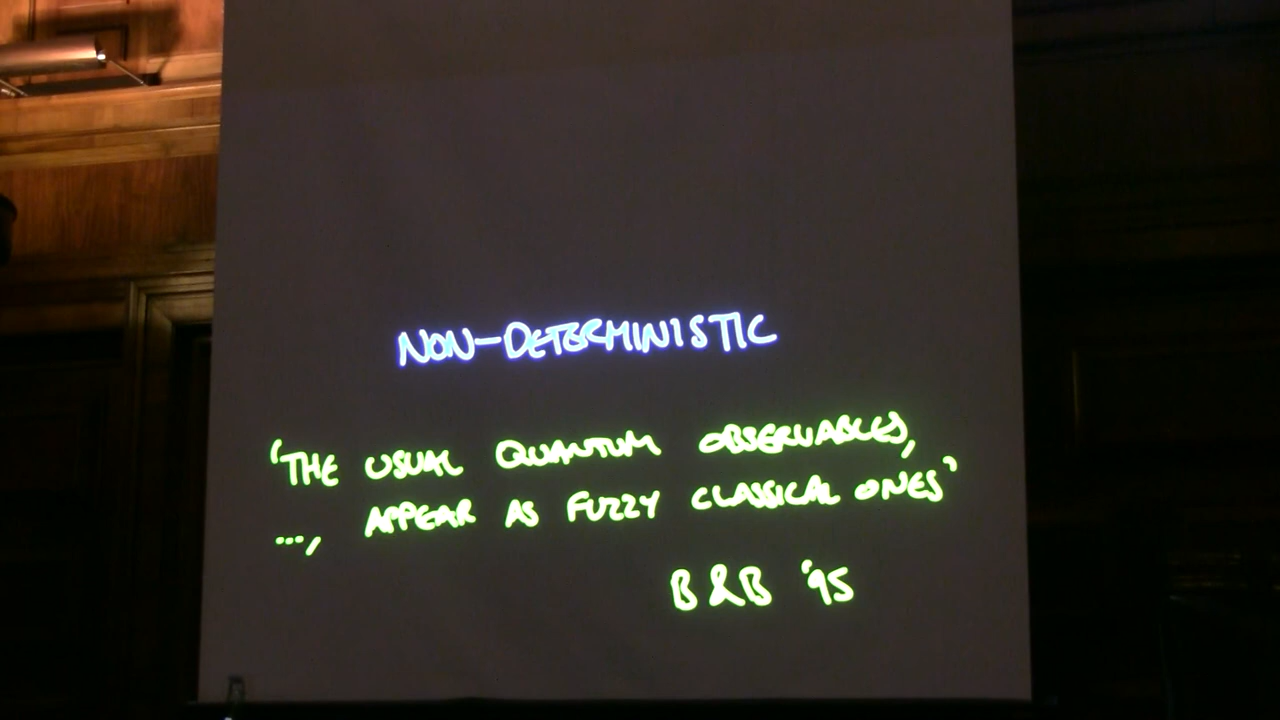 NON-DETERMINISTIC
'THE USUAL QUANTUM OBSERVABLES,
..., APPEAR AS FUZZY CLASSICAL ONES'
B & B '95